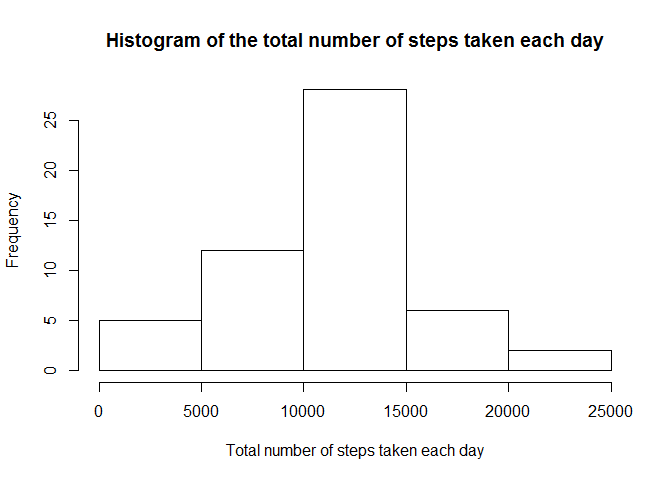 Histogram of the total number of steps taken each day
Frequency
25
20
15
10
5
0
0 5000 10000 15000 20000 25000
Total number of steps taken each day